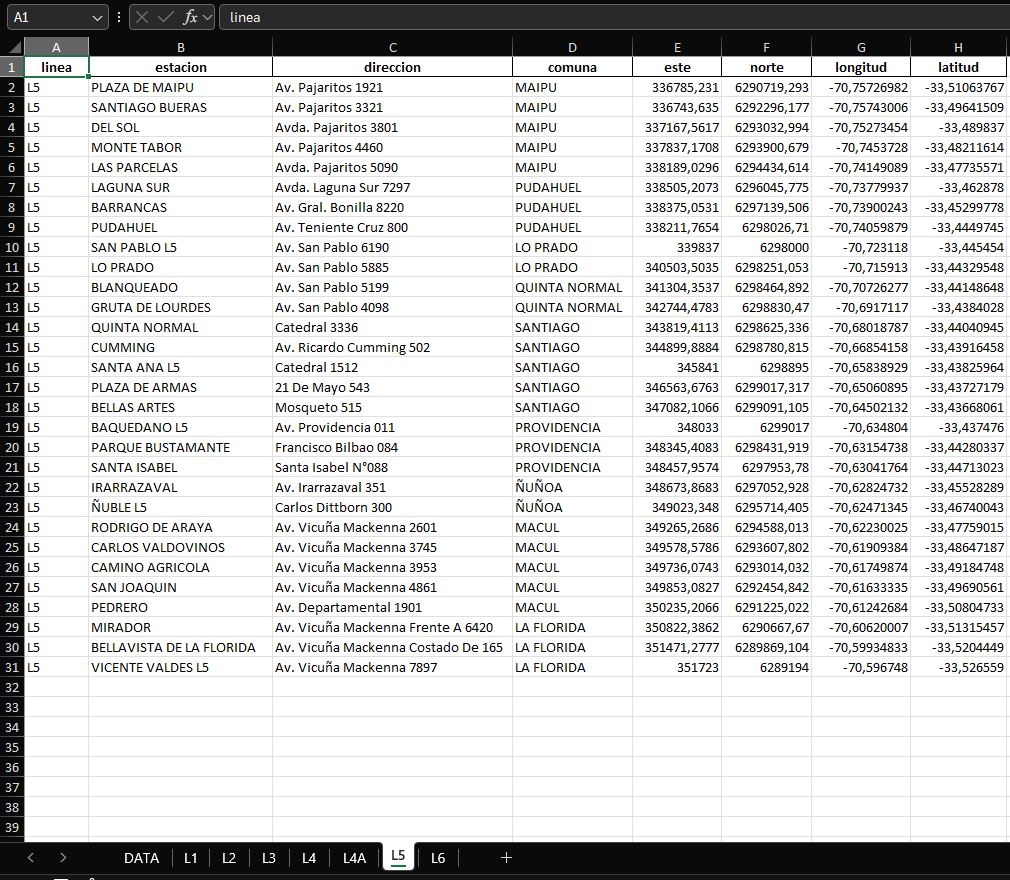 A1 fx linea
A B C D E F G H
1 linea estacion direccion comuna este norte longitud latitud
2 L5 PLAZA DE MAIPU Av. Pajaritos 1921 MAIPU 336785,231 6290719,293 -70,75726982 -33,51063767
3 L5 SANTIAGO BUERAS Av. Pajaritos 3321 MAIPU 336743,635 6292296,177 -70,75743006 -33,49641509
4 L5 DEL SOL Avda. Pajaritos 3801 MAIPU 337167,5617 6293032,994 -70,75273454 -33,489837
5 L5 MONTE TABOR Av. Pajaritos 4460 MAIPU 337837,1708 6293900,679 -70,7453728 -33,48211614
6 L5 LAS PARCELAS Avda. Pajaritos 5090 MAIPU 338189,0296 6294434,614 -70,74149089 -33,47735571
7 L5 LAGUNA SUR Avda. Laguna Sur 7297 PUDAHUEL 338505,2073 6296045,775 -70,73779937 -33,462878
8 L5 BARRANCAS Av. Gral. Bonilla 8220 PUDAHUEL 338375,0531 6297139,506 -70,73900243 -33,45299778
9 L5 PUDAHUEL Av. Teniente Cruz 800 PUDAHUEL 338211,7637 6298026,71 -70,74059879 -33,4449745
10 L5 SAN PABLO L5 Av. San Pablo 6190 LO PRADO 339837 6298000 -70,723118 -33,445454
11 L5 LO PRADO Av. San Pablo 5885 LO PRADO 340503,5035 6298251,053 -70,715913 -33,44329548
12 L5 BLANQUEADO Av. San Pablo 5199 QUINTA NORMAL 341304,3537 6298464,892 -70,70726277 -33,44148648
13 L5 GRUTA DE LOURDES Av. San Pablo 4098 QUINTA NORMAL 342744,4783 6298830,47 -70,6917117 -33,4384028
14 L5 QUINTA NORMAL Catedral 3336 SANTIAGO 343819,4113 6298625,336 -70,68018787 -33,44040945
15 L5 CUMMING Av. Ricardo Cumming 502 SANTIAGO 344899,8884 6298780,815 -70,66854158 -33,43916458
16 L5 SANTA ANA L5 Catedral 1512 SANTIAGO 345841 6298895 -70,65838929 -33,43825964
17 L5 PLAZA DE ARMAS 21 De Mayo 543 SANTIAGO 346563,6763 6299017,317 -70,65060895 -33,43727179
18 L5 BELLAS ARTES Mosqueto 515 SANTIAGO 347082,1066 6299091,105 -70,64502132 -33,43668061
19 L5 BAQUEDANO L5 Av. Providencia 011 PROVIDENCIA 348033 6299017 -70,634804 -33,437476
20 L5 PARQUE BUSTAMANTE Francisco Bilbao 084 PROVIDENCIA 348345,4083 6298431,919 -70,63154738 -33,44280337
21 L5 SANTA ISABEL Santa Isabel N°088 PROVIDENCIA 348457,9574 6297953,78 -70,63041764 -33,44713023
22 L5 IRARRAZAVAL Av. Irarrazaval 351 ÑUÑOA 348673,8683 6297052,928 -70,62824732 -33,45528289
23 L5 ÑUBLE L5 Carlos Dittborn 300 ÑUÑOA 349023,348 6295714,405 -70,62471345 -33,46740043
24 L5 RODRIGO DE ARAYA Av. Vicuña Mackenna 2601 MACUL 349265,2686 6294588,013 -70,62230025 -33,47759015
25 L5 CARLOS VALDOVINOS Av. Vicuña Mackenna 3745 MACUL 349578,5786 6293607,802 -70,61909384 -33,48647187
26 L5 CAMINO AGRICOLA Av. Vicuña Mackenna 3953 MACUL 349736,0743 6293014,032 -70,61749874 -33,49184748
27 L5 SAN JOAQUIN Av. Vicuña Mackenna 4861 MACUL 349853,0827 6292454,842 -70,61633335 -33,49690561
28 L5 PEDRERO Av. Departamental 1901 MACUL 350235,2066 6291225,022 -70,61242684 -33,50804733
29 L5 MIRADOR Av. Vicuña Mackenna Frente A 6420 LA FLORIDA 350822,3862 6290667,67 -70,60620007 -33,51315457
30 L5 BELLAVISTA DE LA FLORIDA Av. Vicuña Mackenna Costado De 165 LA FLORIDA 351471,2777 6289869,104 -70,59934833 -33,5204449
31 L5 VICENTE VALDES L5 Av. Vicuña Mackenna 7897 LA FLORIDA 351723 6289194 -70,596748 -33,526559
32
33
34
35
36
37
38
39
DATA L1 L2 L3 L4 L4A L5 L6